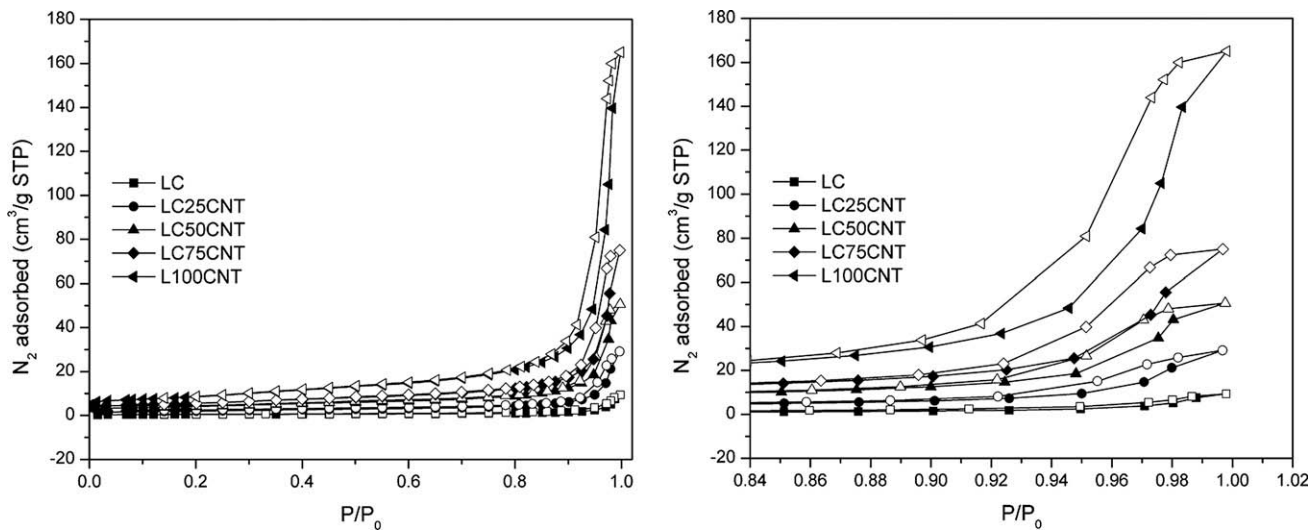 180
160
140
120
100
80
60
40
20
0
-20
N₂ adsorbed (cm³/g STP)
LC
LC25CNT
LC50CNT
LC75CNT
L100CNT
0.0 0.2 0.4 0.6 0.8 1.0
P/P₀
180
160
140
120
100
80
60
40
20
0
-20
N₂ adsorbed (cm³/g STP)
LC
LC25CNT
LC50CNT
LC75CNT
L100CNT
0.84 0.86 0.88 0.90 0.92 0.94 0.96 0.98 1.00 1.02
P/P₀